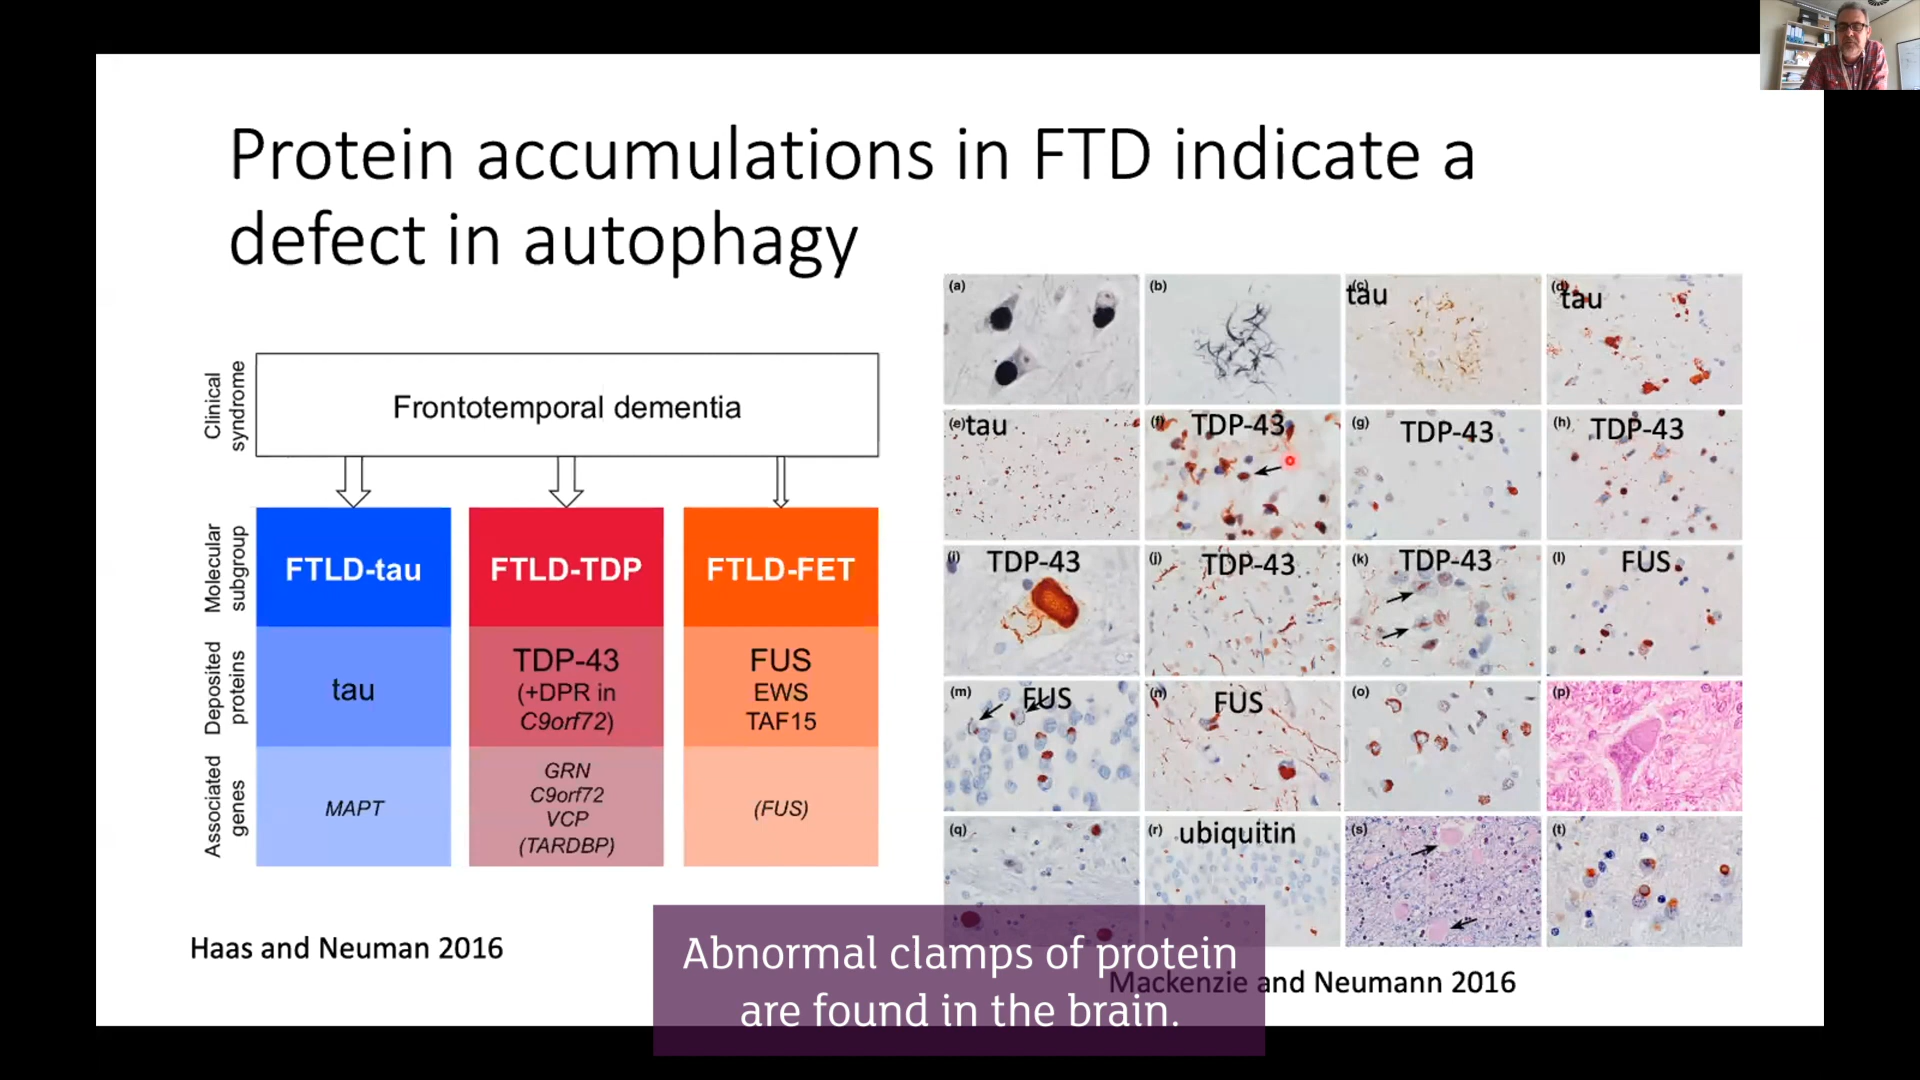 Protein accumulations in FTD indicate a
defect in autophagy
Clinical
syndrome
Frontotemporal dementia
Molecular
subgroup
FTLD-tau
FTLD-TDP
FTLD-FET
Deposited
proteins
tau
TDP-43
(+DPR in
C9orf72)
FUS
EWS
TAF15
Associated
genes
MAPT
GRN
C9orf72
VCP
(TARDBP)
(FUS)
Haas and Neuman 2016
(a)
(b)
(c) tau
(d) tau
(e) tau
(f) TDP-43
(g) TDP-43
(h) TDP-43
(i) TDP-43
(j) TDP-43
(k) TDP-43
(l) FUS
(m) FUS
(n) FUS
(o)
(p)
(q)
(r) ubiquitin
(s)
(t)
Mackenzie and Neumann 2016
Abnormal clamps of protein
are found in the brain.